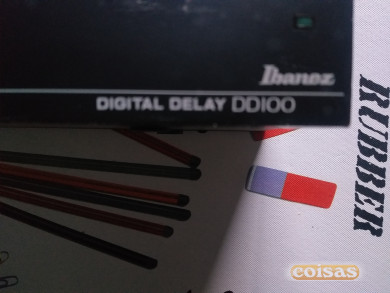 Ibanez
DIGITAL DELAY DD100
RUBBER
coisas